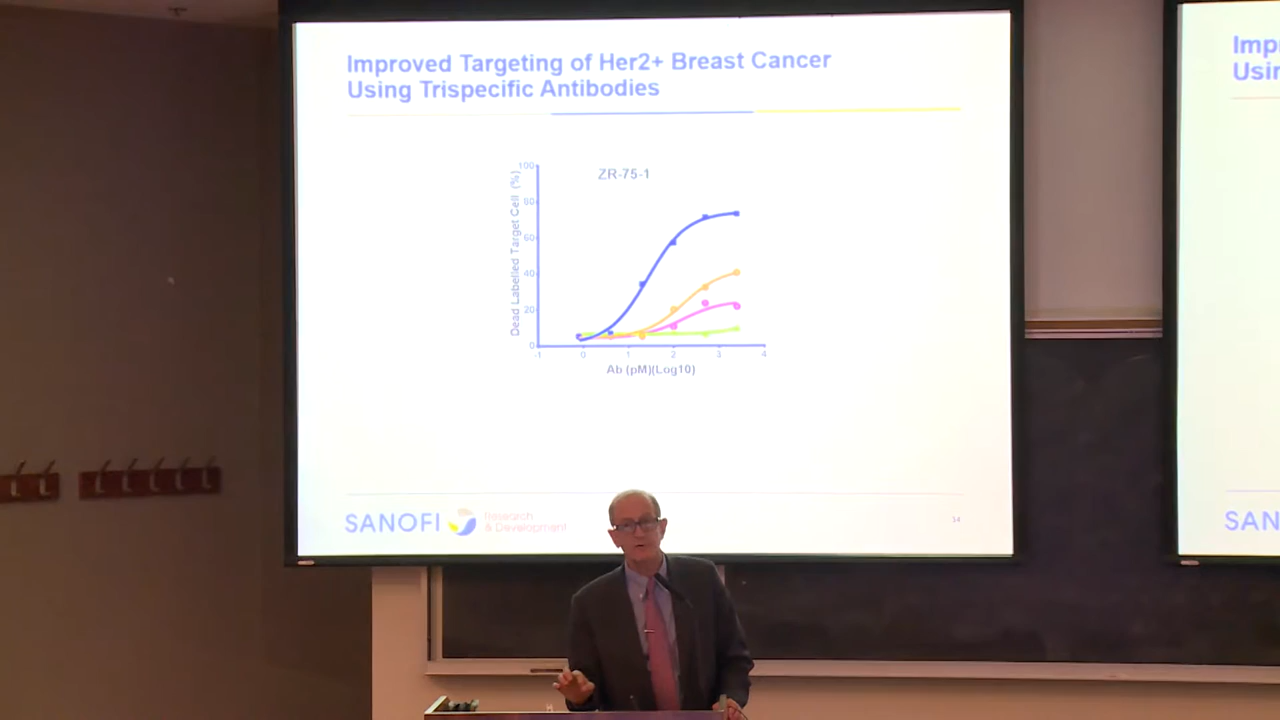 Improved Targeting of Her2+ Breast Cancer
Using Trispecific Antibodies
ZR-75-1
Dead Labelled Target Cell (%)
100
80
60
40
20
0
-1 0 1 2 3 4
Ab (pM)(Log10)
SANOFI
Research
& Development
34
Imp
Usin
SAN